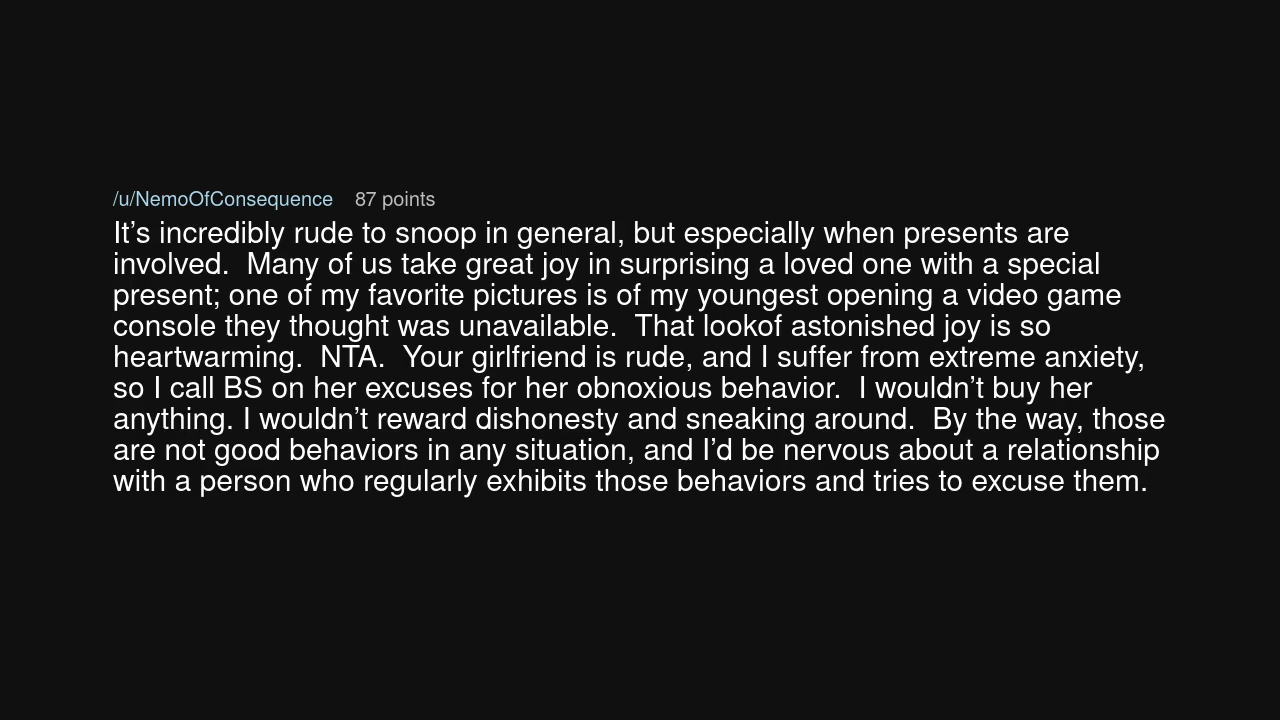 /u/NemoOfConsequence 87 points
It’s incredibly rude to snoop in general, but especially when presents are
involved.  Many of us take great joy in surprising a loved one with a special
present; one of my favorite pictures is of my youngest opening a video game
console they thought was unavailable.  That lookof astonished joy is so
heartwarming.  NTA.  Your girlfriend is rude, and I suffer from extreme anxiety,
so I call BS on her excuses for her obnoxious behavior.  I wouldn’t buy her
anything. I wouldn’t reward dishonesty and sneaking around.  By the way, those
are not good behaviors in any situation, and I’d be nervous about a relationship
with a person who regularly exhibits those behaviors and tries to excuse them.